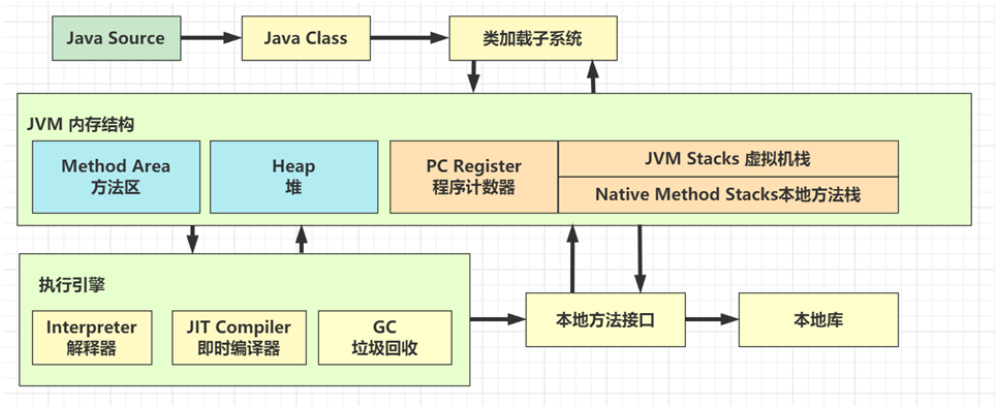 Java Source
Java Class
类加载子系统
JVM 内存结构
Method Area
方法区
Heap
堆
PC Register
程序计数器
JVM Stacks 虚拟机栈
Native Method Stacks本地方法栈
执行引擎
Interpreter
解释器
JIT Compiler
即时编译器
GC
垃圾回收
本地方法接口
本地库